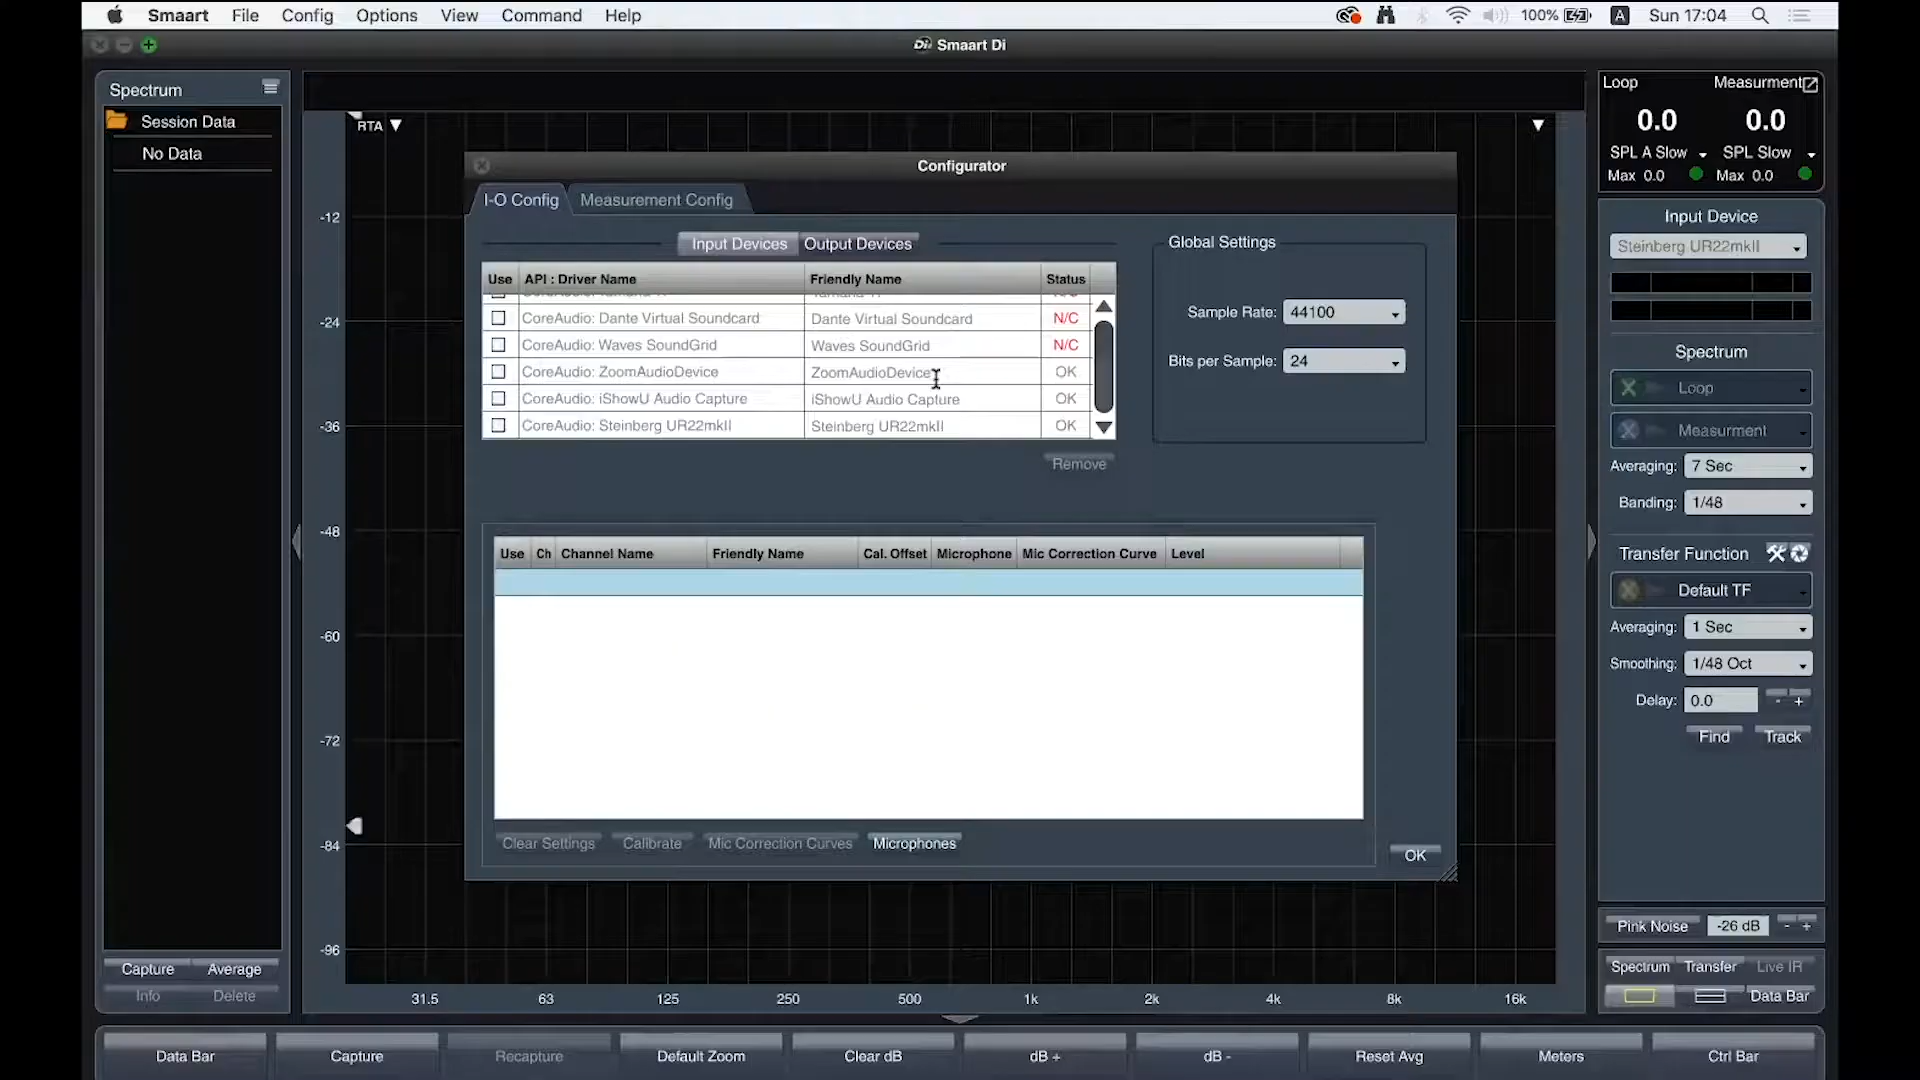 Smaart File Config Options View Command Help 100% A Sun 17:04
Di Smaart Di
Spectrum
Session Data
No Data
Capture Average
Info Delete
RTA
-12
-24
-36
-48
-60
-72
-84
-96
31.5 63 125 250 500 1k 2k 4k 8k 16k
Configurator
I-O Config Measurement Config
Input Devices Output Devices
Use API : Driver Name Friendly Name Status
CoreAudio: Dante Virtual Soundcard Dante Virtual Soundcard N/C
CoreAudio: Waves SoundGrid Waves SoundGrid N/C
CoreAudio: ZoomAudioDevice ZoomAudioDevice OK
CoreAudio: iShowU Audio Capture iShowU Audio Capture OK
CoreAudio: Steinberg UR22mkII Steinberg UR22mkII OK
Remove
Global Settings
Sample Rate: 44100
Bits per Sample: 24
Use Ch Channel Name Friendly Name Cal. Offset Microphone Mic Correction Curve Level
Clear Settings Calibrate Mic Correction Curves Microphones
OK
Loop Measurment
0.0 0.0
SPL A Slow SPL Slow
Max 0.0 Max 0.0
Input Device
Steinberg UR22mkII
Spectrum
Loop
Measurment
Averaging: 7 Sec
Banding: 1/48
Transfer Function
Default TF
Averaging: 1 Sec
Smoothing: 1/48 Oct
Delay: 0.0 - +
Find Track
Pink Noise -26 dB - +
Spectrum Transfer Live IR
Data Bar
Data Bar Capture Recapture Default Zoom Clear dB dB + dB - Reset Avg Meters Ctrl Bar